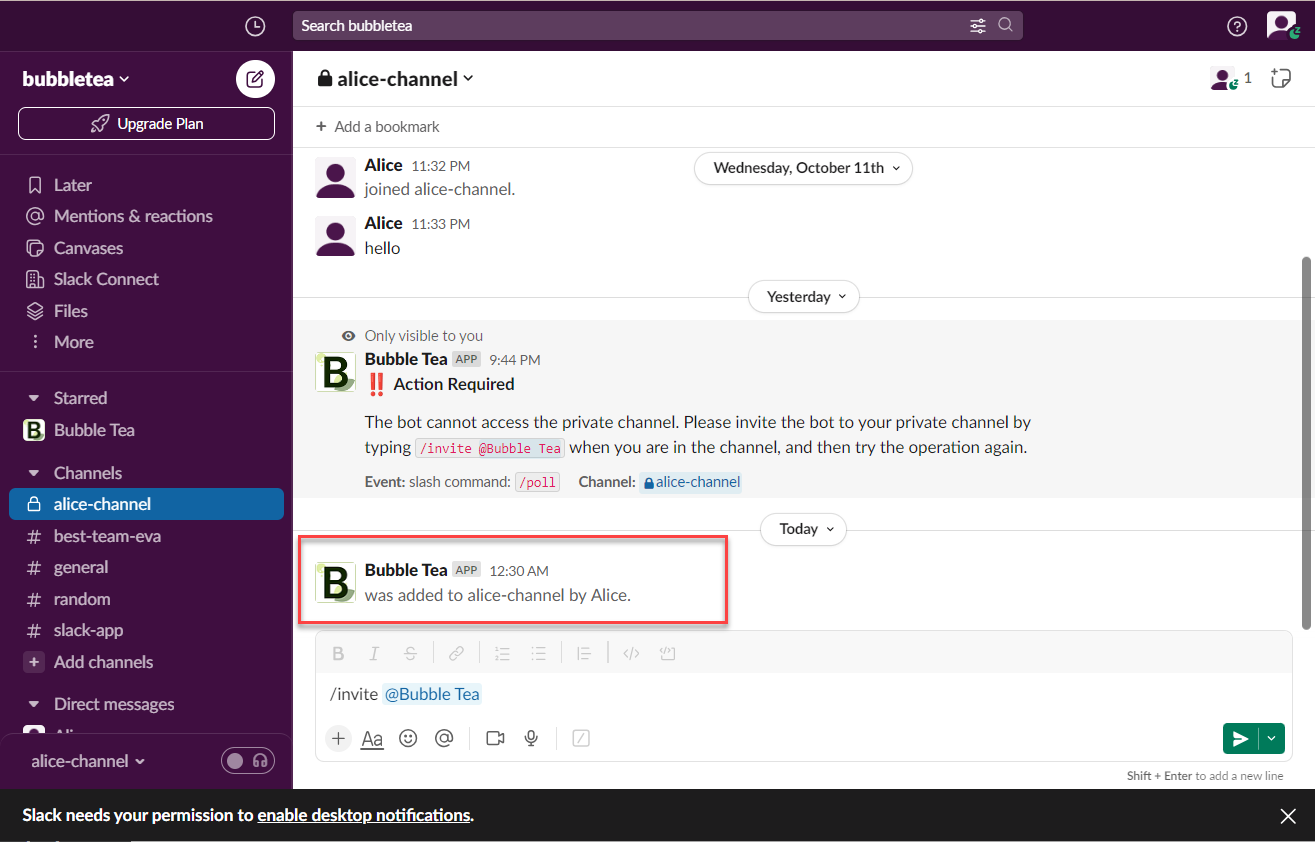 Search bubbletea
bubbletea
Upgrade Plan
Later
Mentions & reactions
Canvases
Slack Connect
Files
More
Starred
B Bubble Tea
Channels
alice-channel
# best-team-eva
# general
# random
# slack-app
+ Add channels
Direct messages
alice-channel
alice-channel
1
+ Add a bookmark
Wednesday, October 11th
Alice 11:32 PM
joined alice-channel.
Alice 11:33 PM
hello
Yesterday
Only visible to you
B
Bubble Tea APP 9:44 PM
‼ Action Required
The bot cannot access the private channel. Please invite the bot to your private channel by
typing /invite @Bubble Tea when you are in the channel, and then try the operation again.
Event: slash command: /poll Channel: alice-channel
Today
B
Bubble Tea APP 12:30 AM
was added to alice-channel by Alice.
B I S
/invite @Bubble Tea
+ Aa @
Shift + Enter to add a new line
Slack needs your permission to enable desktop notifications.